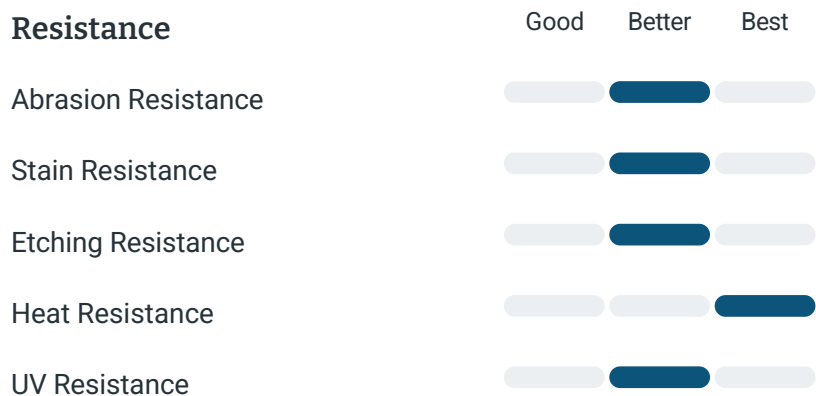 Resistance Good Better Best
Abrasion Resistance
Stain Resistance
Etching Resistance
Heat Resistance
UV Resistance